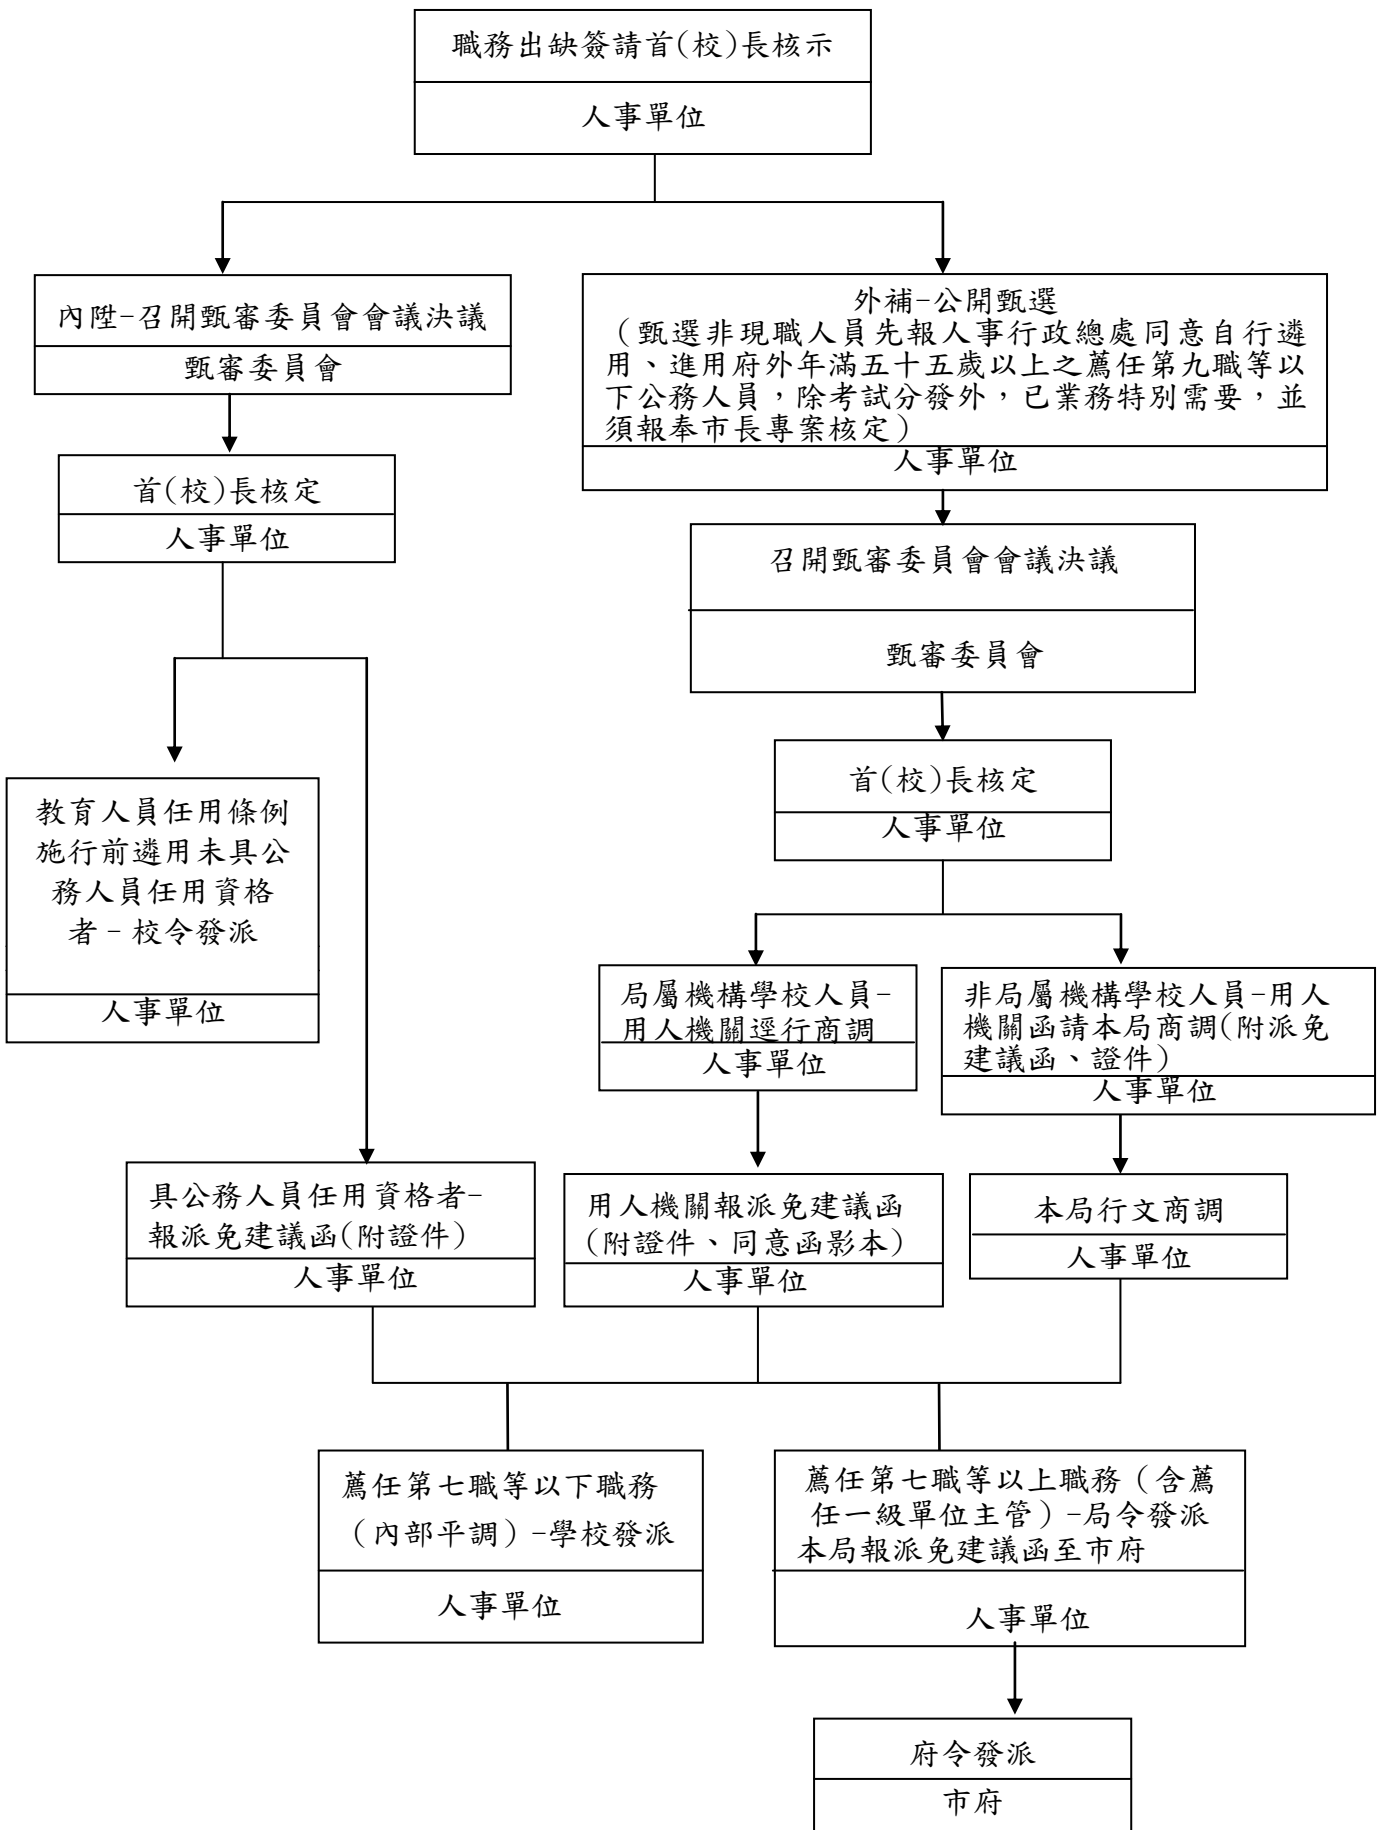 職務出缺簽請首(校)長核示
人事單位
內陞-召開甄審委員會會議決議
甄審委員會
外補-公開甄選
（甄選非現職人員先報人事行政總處同意自行遴
用、進用府外年滿五十五歲以上之薦任第九職等以
下公務人員，除考試分發外，已業務特別需要，並
須報奉市長專案核定）
人事單位
首(校)長核定
人事單位
召開甄審委員會會議決議
甄審委員會
首(校)長核定
人事單位
教育人員任用條例
施行前遴用未具公
務人員任用資格
者－校令發派
人事單位
局屬機構學校人員-
用人機關逕行商調
人事單位
非局屬機構學校人員-用人
機關函請本局商調(附派免
建議函、證件)
人事單位
具公務人員任用資格者-
報派免建議函(附證件)
人事單位
用人機關報派免建議函
(附證件、同意函影本)
人事單位
本局行文商調
人事單位
薦任第七職等以下職務
（內部平調）-學校發派
人事單位
薦任第七職等以上職務（含薦
任一級單位主管）-局令發派
本局報派免建議函至市府
人事單位
府令發派
市府